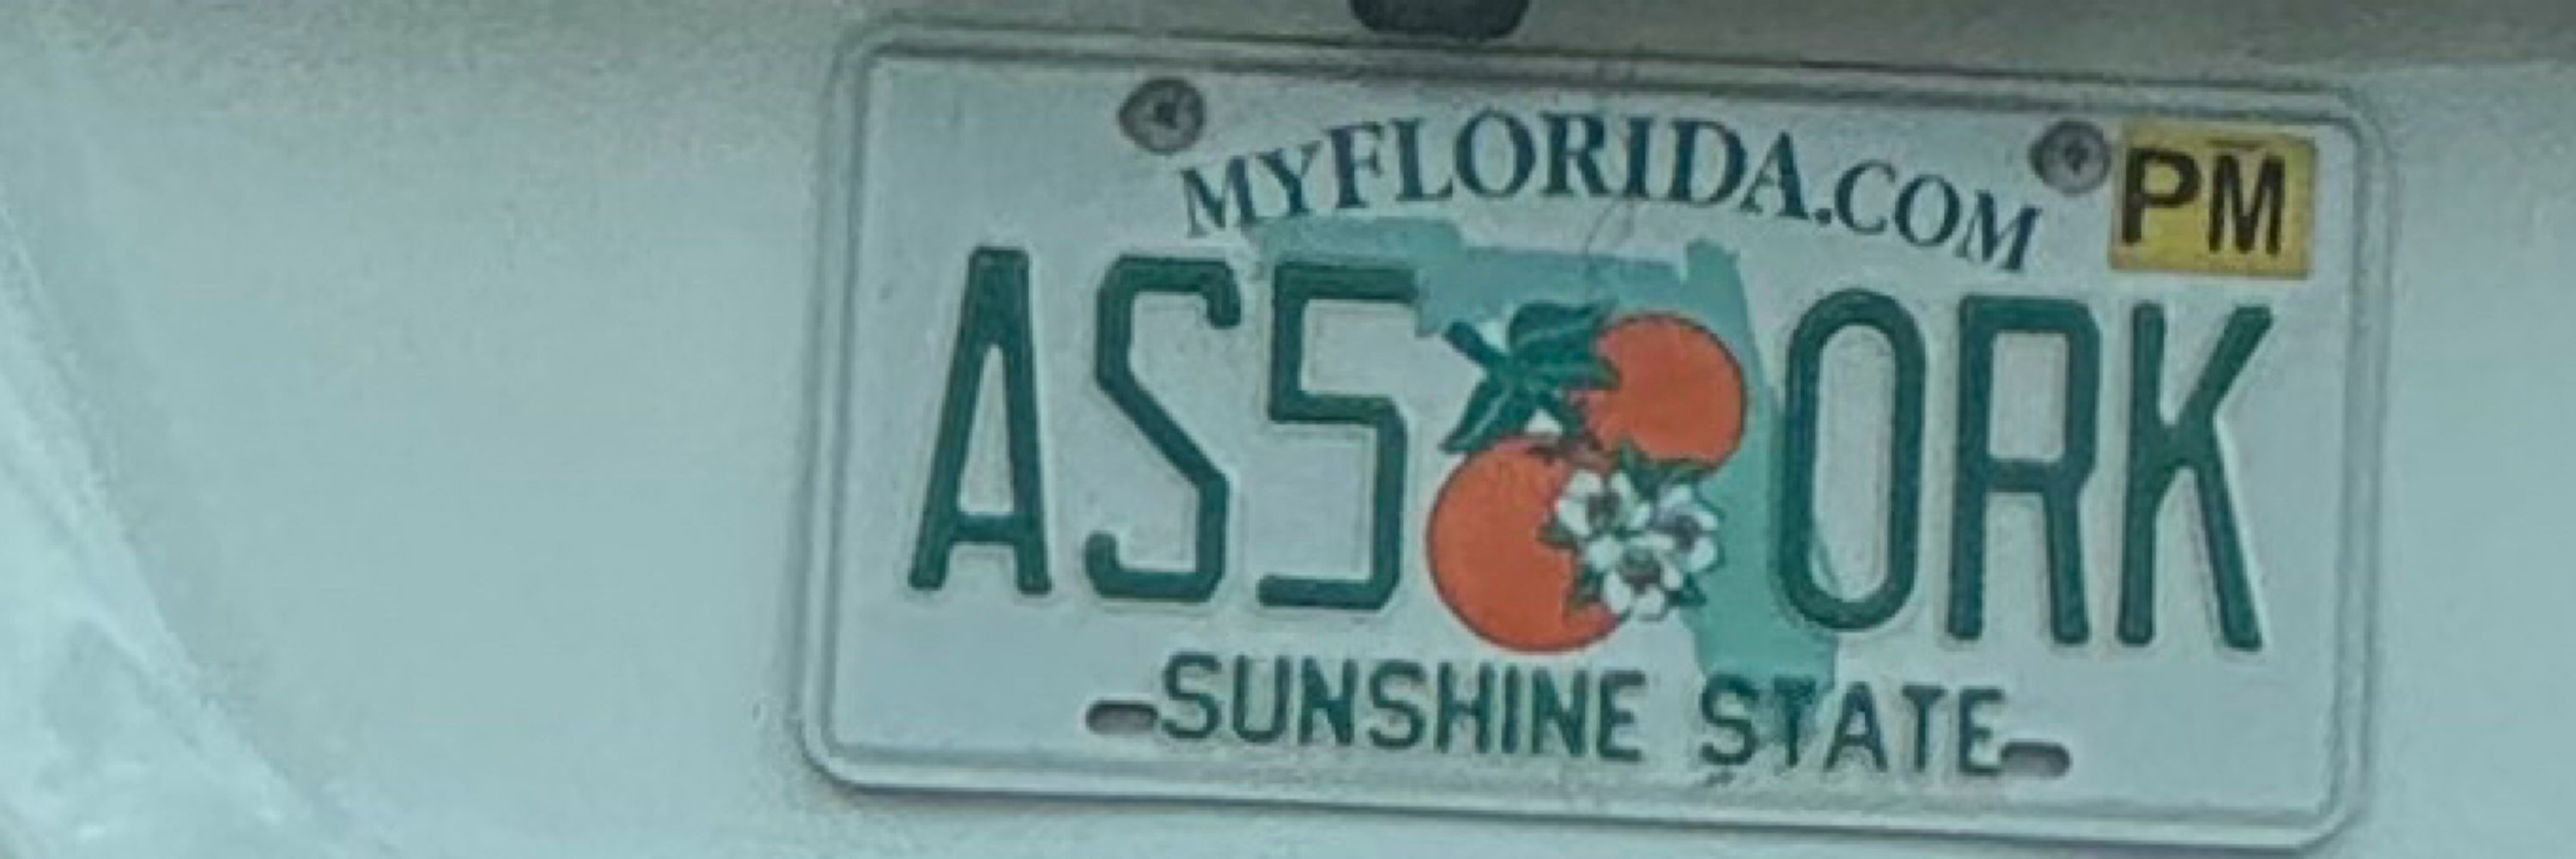 MYFLORIDA.COM
PM
AS5 ORK
SUNSHINE STATE